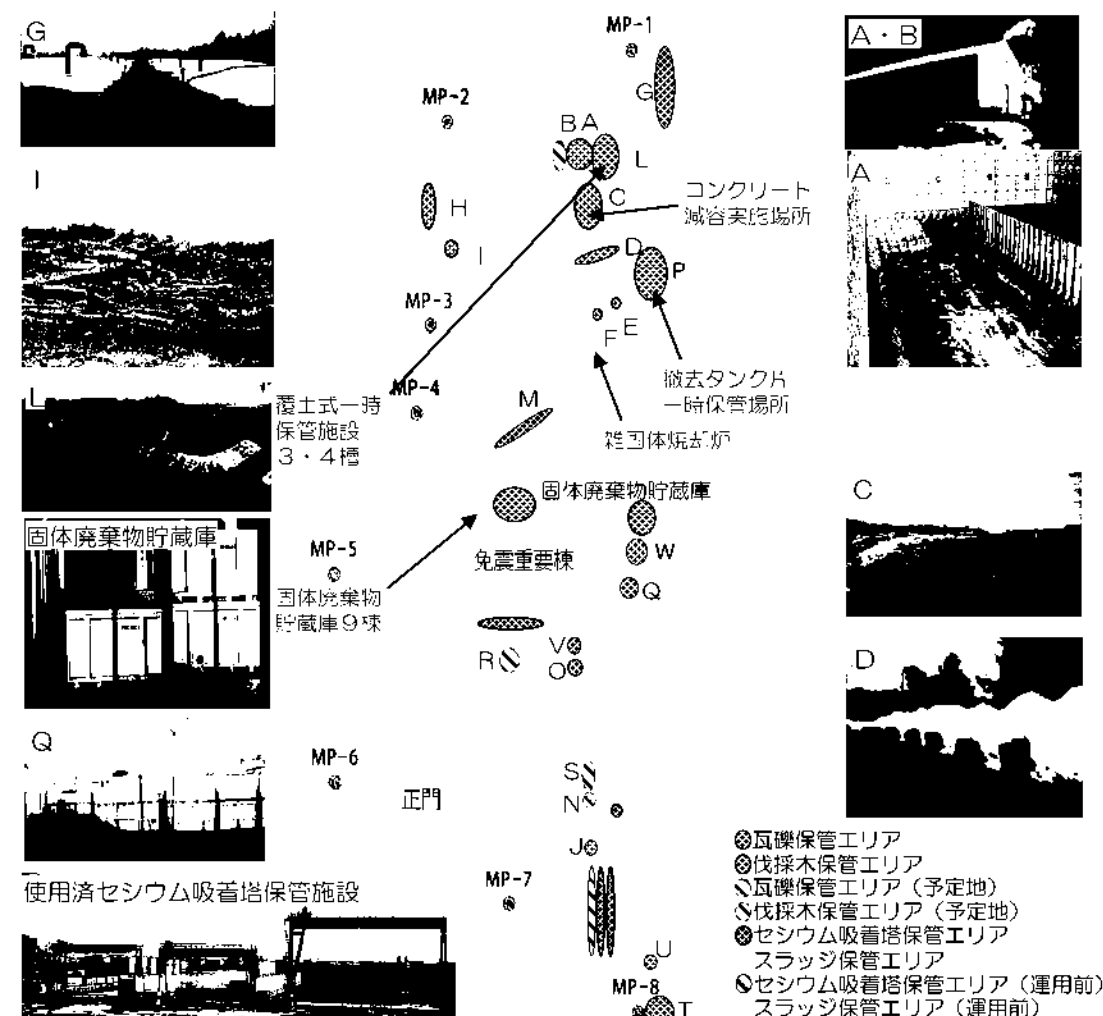 G
MP-1
A・B
MP-2
G
B A
L
A
I
H
C
コンクリート
減容実施場所
I
D
P
MP-3
E
F
撤去タンク片
一時保管場所
L
MP-4
覆土式一時
保管施設
3・4槽
M
雑固体焼却炉
固体廃棄物貯蔵庫
C
固体廃棄物貯蔵庫
MP-5
免震重要棟
W
Q
固体廃棄物
貯蔵庫9棟
V
R
O
D
Q
MP-6
正門
S
N
J
使用済セシウム吸着塔保管施設
MP-7
U
MP-8
T
瓦礫保管エリア
伐採木保管エリア
瓦礫保管エリア（予定地）
伐採木保管エリア（予定地）
セシウム吸着塔保管エリア
スラッジ保管エリア
セシウム吸着塔保管エリア（運用前）
スラッジ保管エリア（運用前）